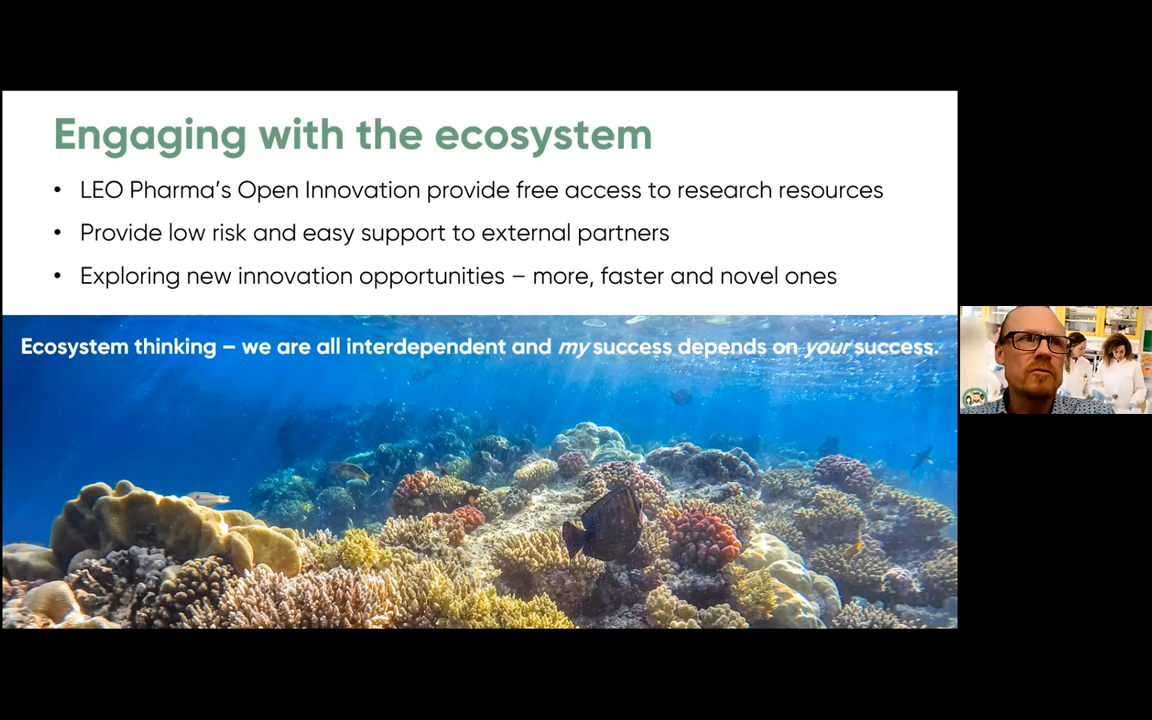 Engaging with the ecosystem
• LEO Pharma's Open Innovation provide free access to research resources
• Provide low risk and easy support to external partners
• Exploring new innovation opportunities – more, faster and novel ones
Ecosystem thinking – we are all interdependent and my success depends on your success.